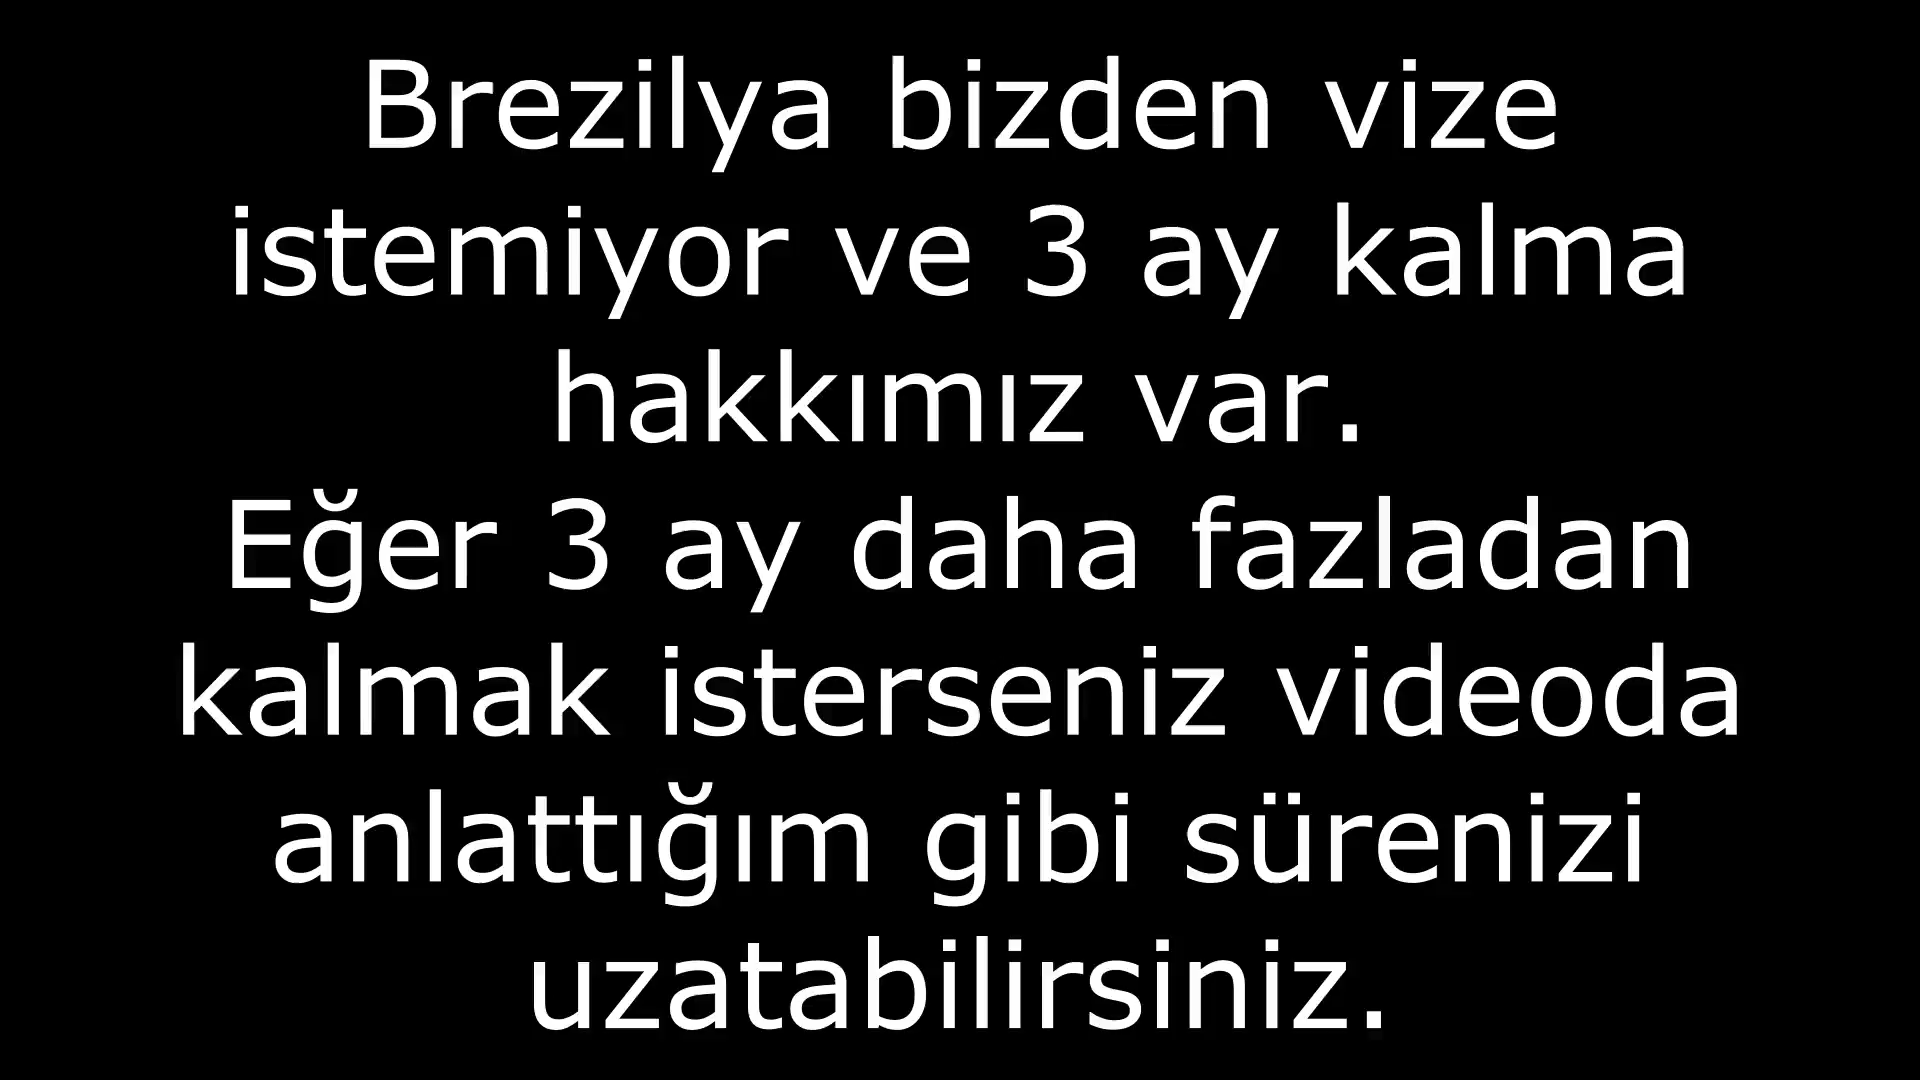 Brezilya bizden vize
istemiyor ve 3 ay kalma
hakkımız var.
Eğer 3 ay daha fazladan
kalmak isterseniz videoda
anlattığım gibi sürenizi
uzatabilirsiniz.